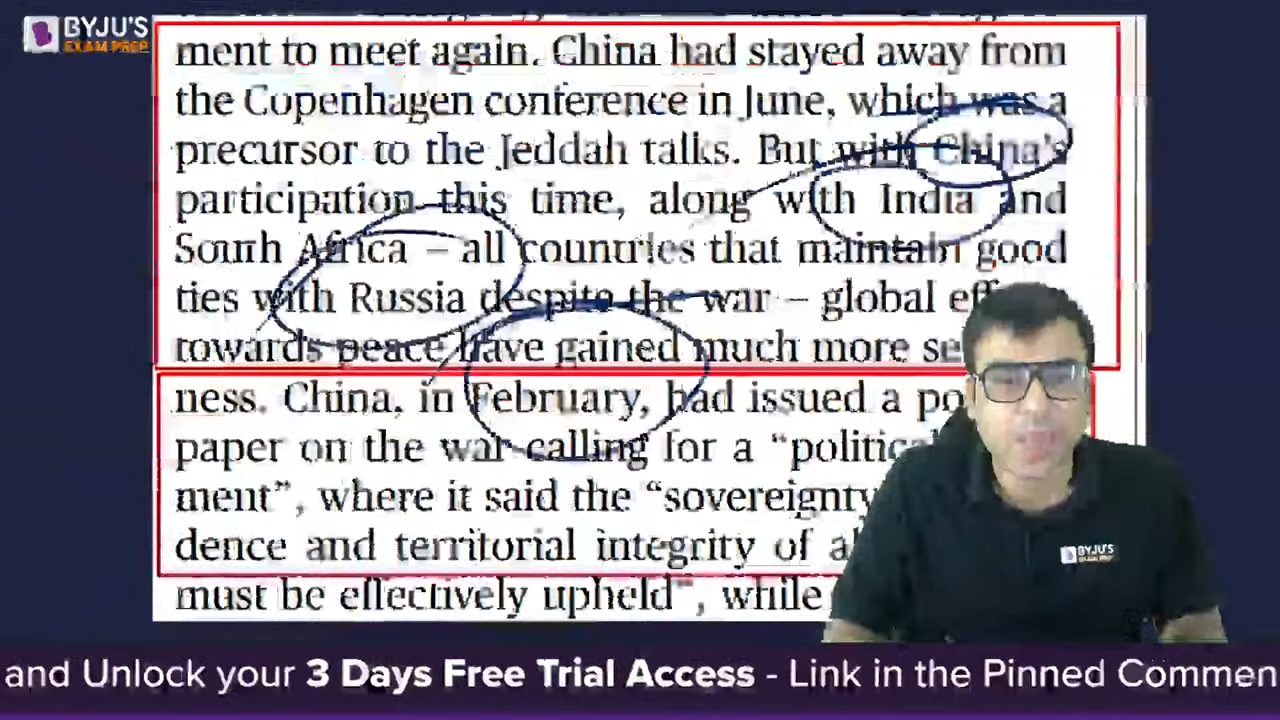 BYJU'S
EXAM PREP
ment to meet again. China had stayed away from
the Copenhagen conference in June, which was a
precursor to the Jeddah talks. But with China's
participation this time, along with India and
South Africa – all countries that maintain good
ties with Russia despite the war – global
towards peace have gained much more
ness. China, in February, had issued a
paper on the war calling for a
ment", where it said the "sovereignty
dence and territorial integrity of
must be effectively upheld", while
BYJU'S
EXAM PREP
and Unlock your 3 Days Free Trial Access - Link in the Pinned Commen